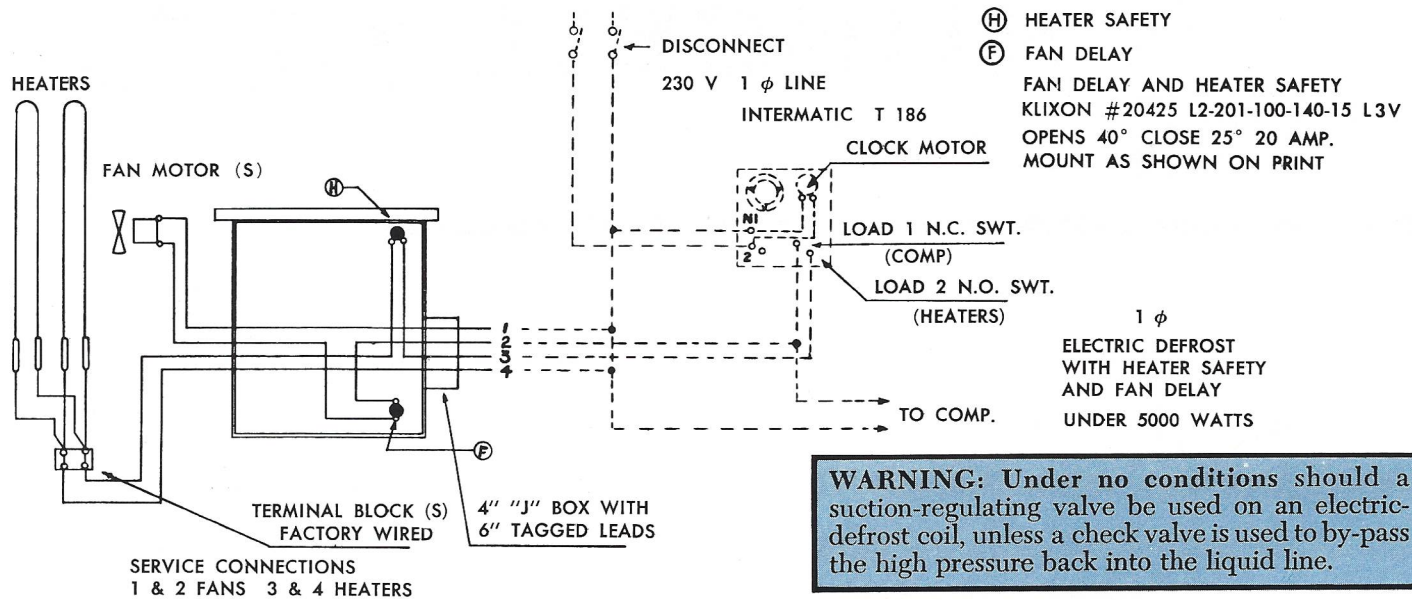 HEATERS
FAN MOTOR (S)
H
DISCONNECT
230 V 1 φ LINE
INTERMATIC T 186
CLOCK MOTOR
N1
2
LOAD 1 N.C. SWT.
(COMP)
LOAD 2 N.O. SWT.
(HEATERS)
1
2
3
4
TO COMP.
F
TERMINAL BLOCK (S)
FACTORY WIRED
4" "J" BOX WITH
6" TAGGED LEADS
SERVICE CONNECTIONS
1 & 2 FANS 3 & 4 HEATERS
H HEATER SAFETY
F FAN DELAY
FAN DELAY AND HEATER SAFETY
KLIXON #20425 L2-201-100-140-15 L3V
OPENS 40° CLOSE 25° 20 AMP.
MOUNT AS SHOWN ON PRINT
1 φ
ELECTRIC DEFROST
WITH HEATER SAFETY
AND FAN DELAY
UNDER 5000 WATTS
WARNING: Under no conditions should a
suction-regulating valve be used on an electric-
defrost coil, unless a check valve is used to by-pass
the high pressure back into the liquid line.